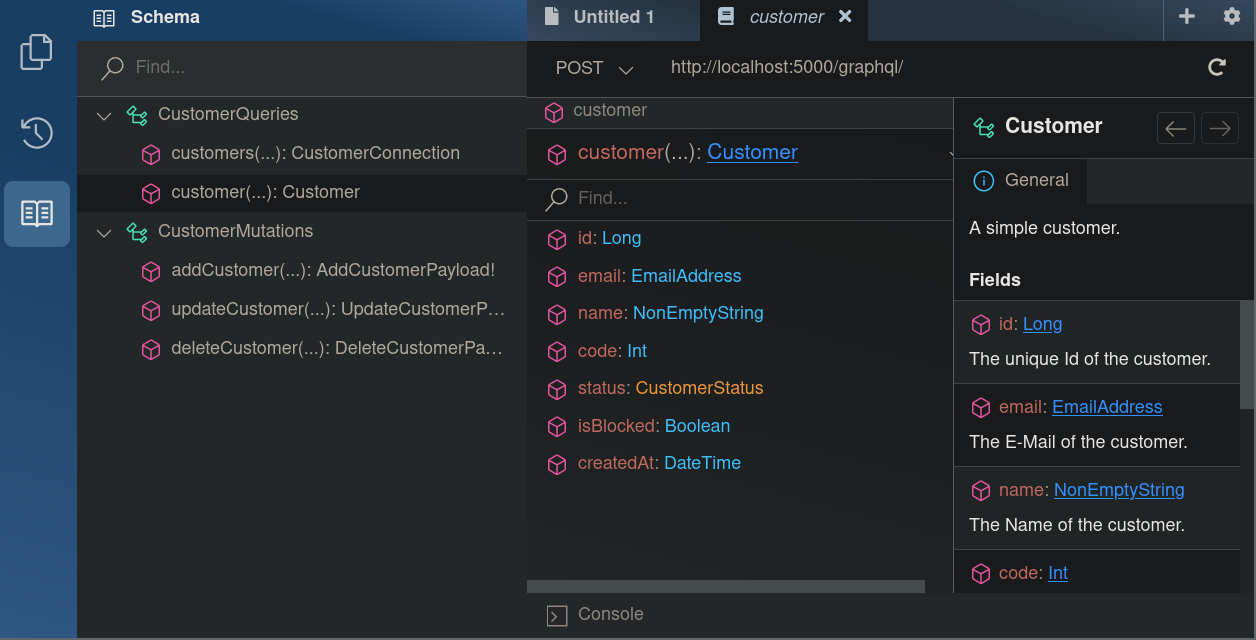 Schema
Find...
CustomerQueries
customers(...): CustomerConnection
customer(...): Customer
CustomerMutations
addCustomer(...): AddCustomerPayload!
updateCustomer(...): UpdateCustomerP…
deleteCustomer(...): DeleteCustomerPa…
Untitled 1
customer
POST
http://localhost:5000/graphql/
customer
customer(...): Customer
Find...
id: Long
email: EmailAddress
name: NonEmptyString
code: Int
status: CustomerStatus
isBlocked: Boolean
createdAt: DateTime
Customer
General
A simple customer.
Fields
id: Long
The unique Id of the customer.
email: EmailAddress
The E-Mail of the customer.
name: NonEmptyString
The Name of the customer.
code: Int
Console